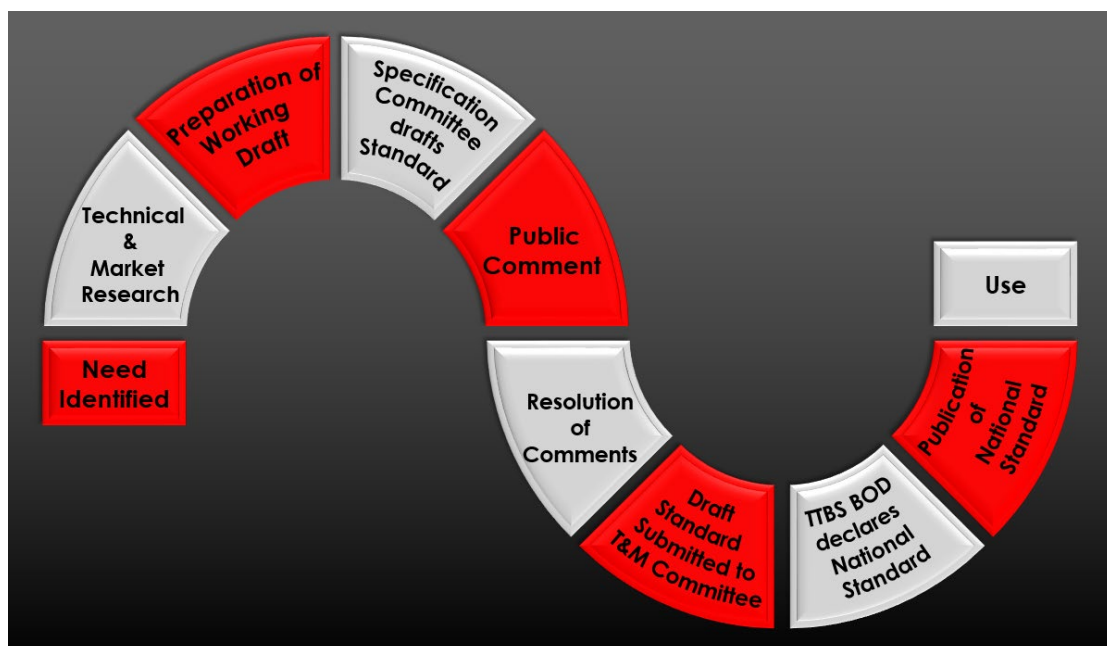 Need
Identified
Technical
&
Market
Research
Preparation of
Working
Draft
Specification
Committee
drafts
Standard
Public
Comment
Resolution
of
Comments
Draft
Standard
Submitted to
T&M Committee
TTBS BOD
declares
National
Standard
Publication
of
National
Standard
Use